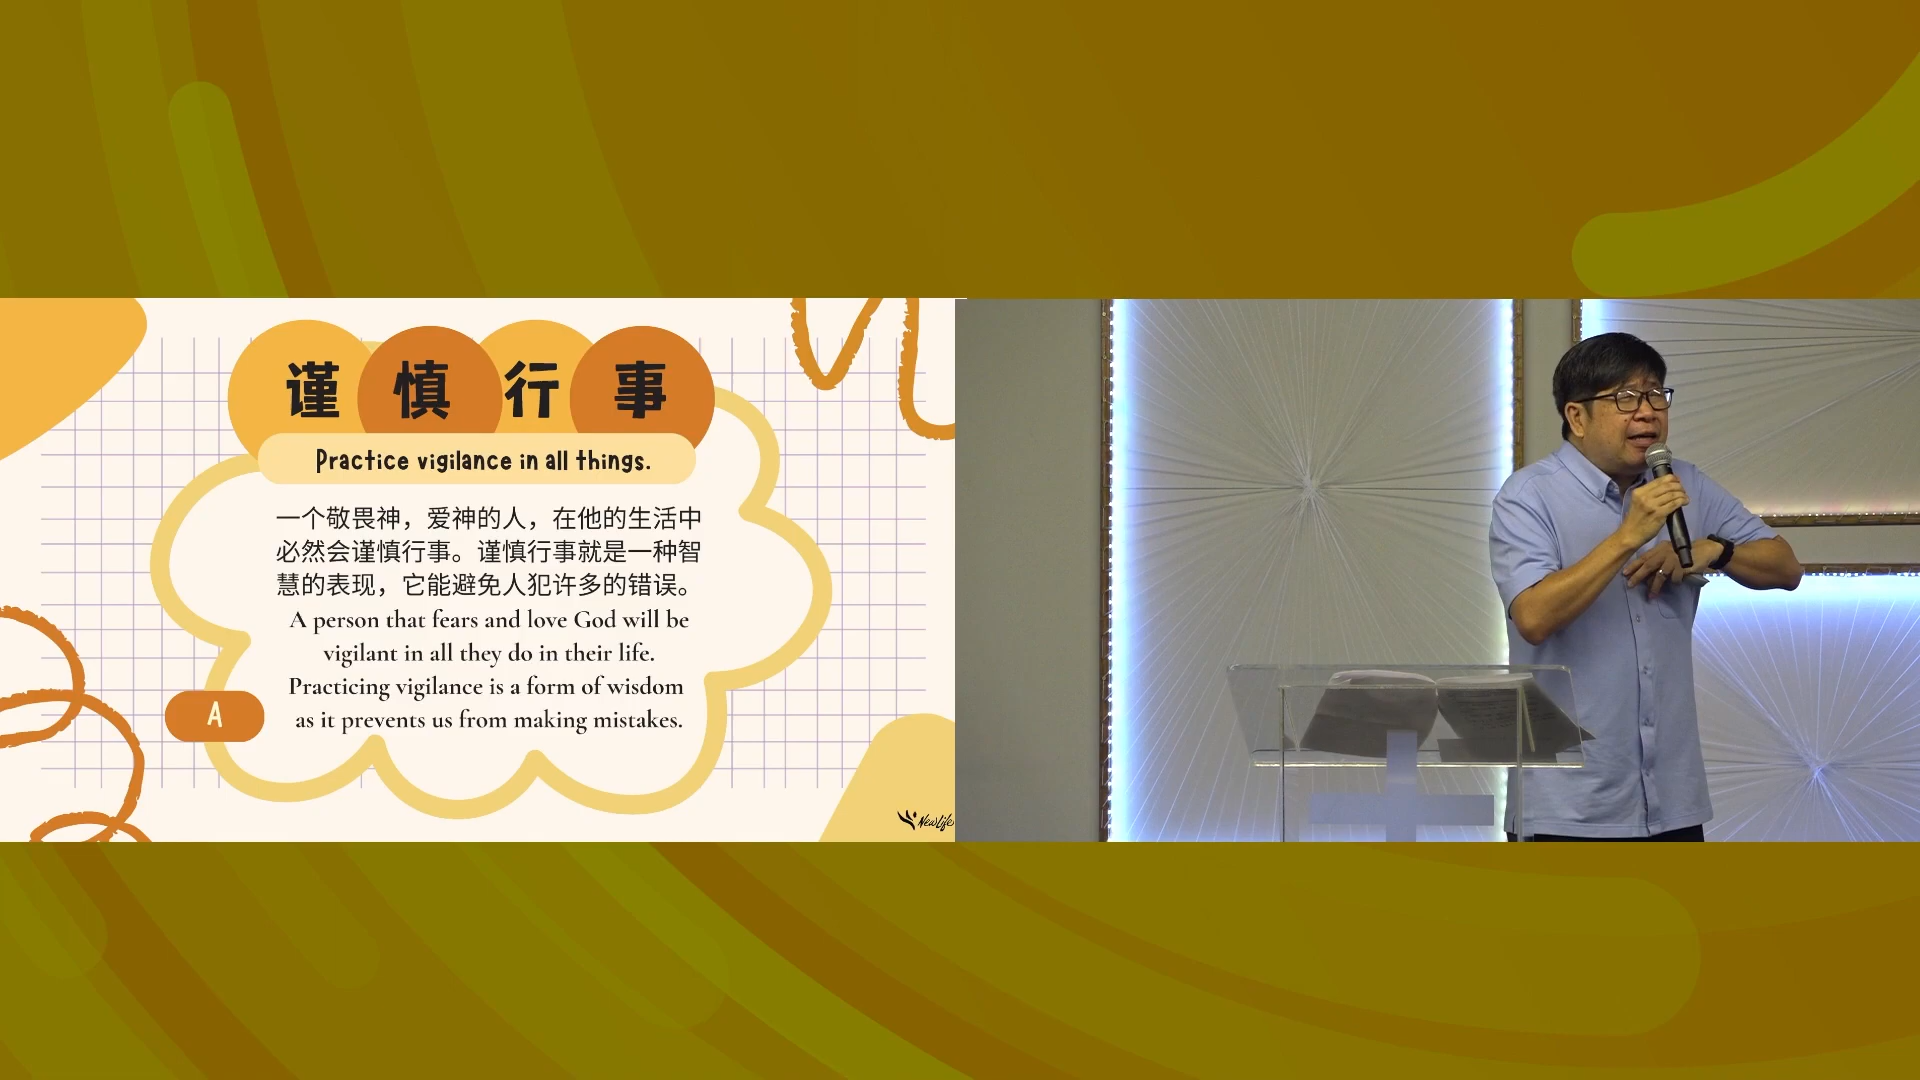 谨慎行事
Practice vigilance in all things.
一个敬畏神，爱神的人，在他的生活中
必然会谨慎行事。谨慎行事就是一种智
慧的表现，它能避免人犯许多的错误。
A person that fears and love God will be
vigilant in all they do in their life.
Practicing vigilance is a form of wisdom
as it prevents us from making mistakes.
A
NewLife